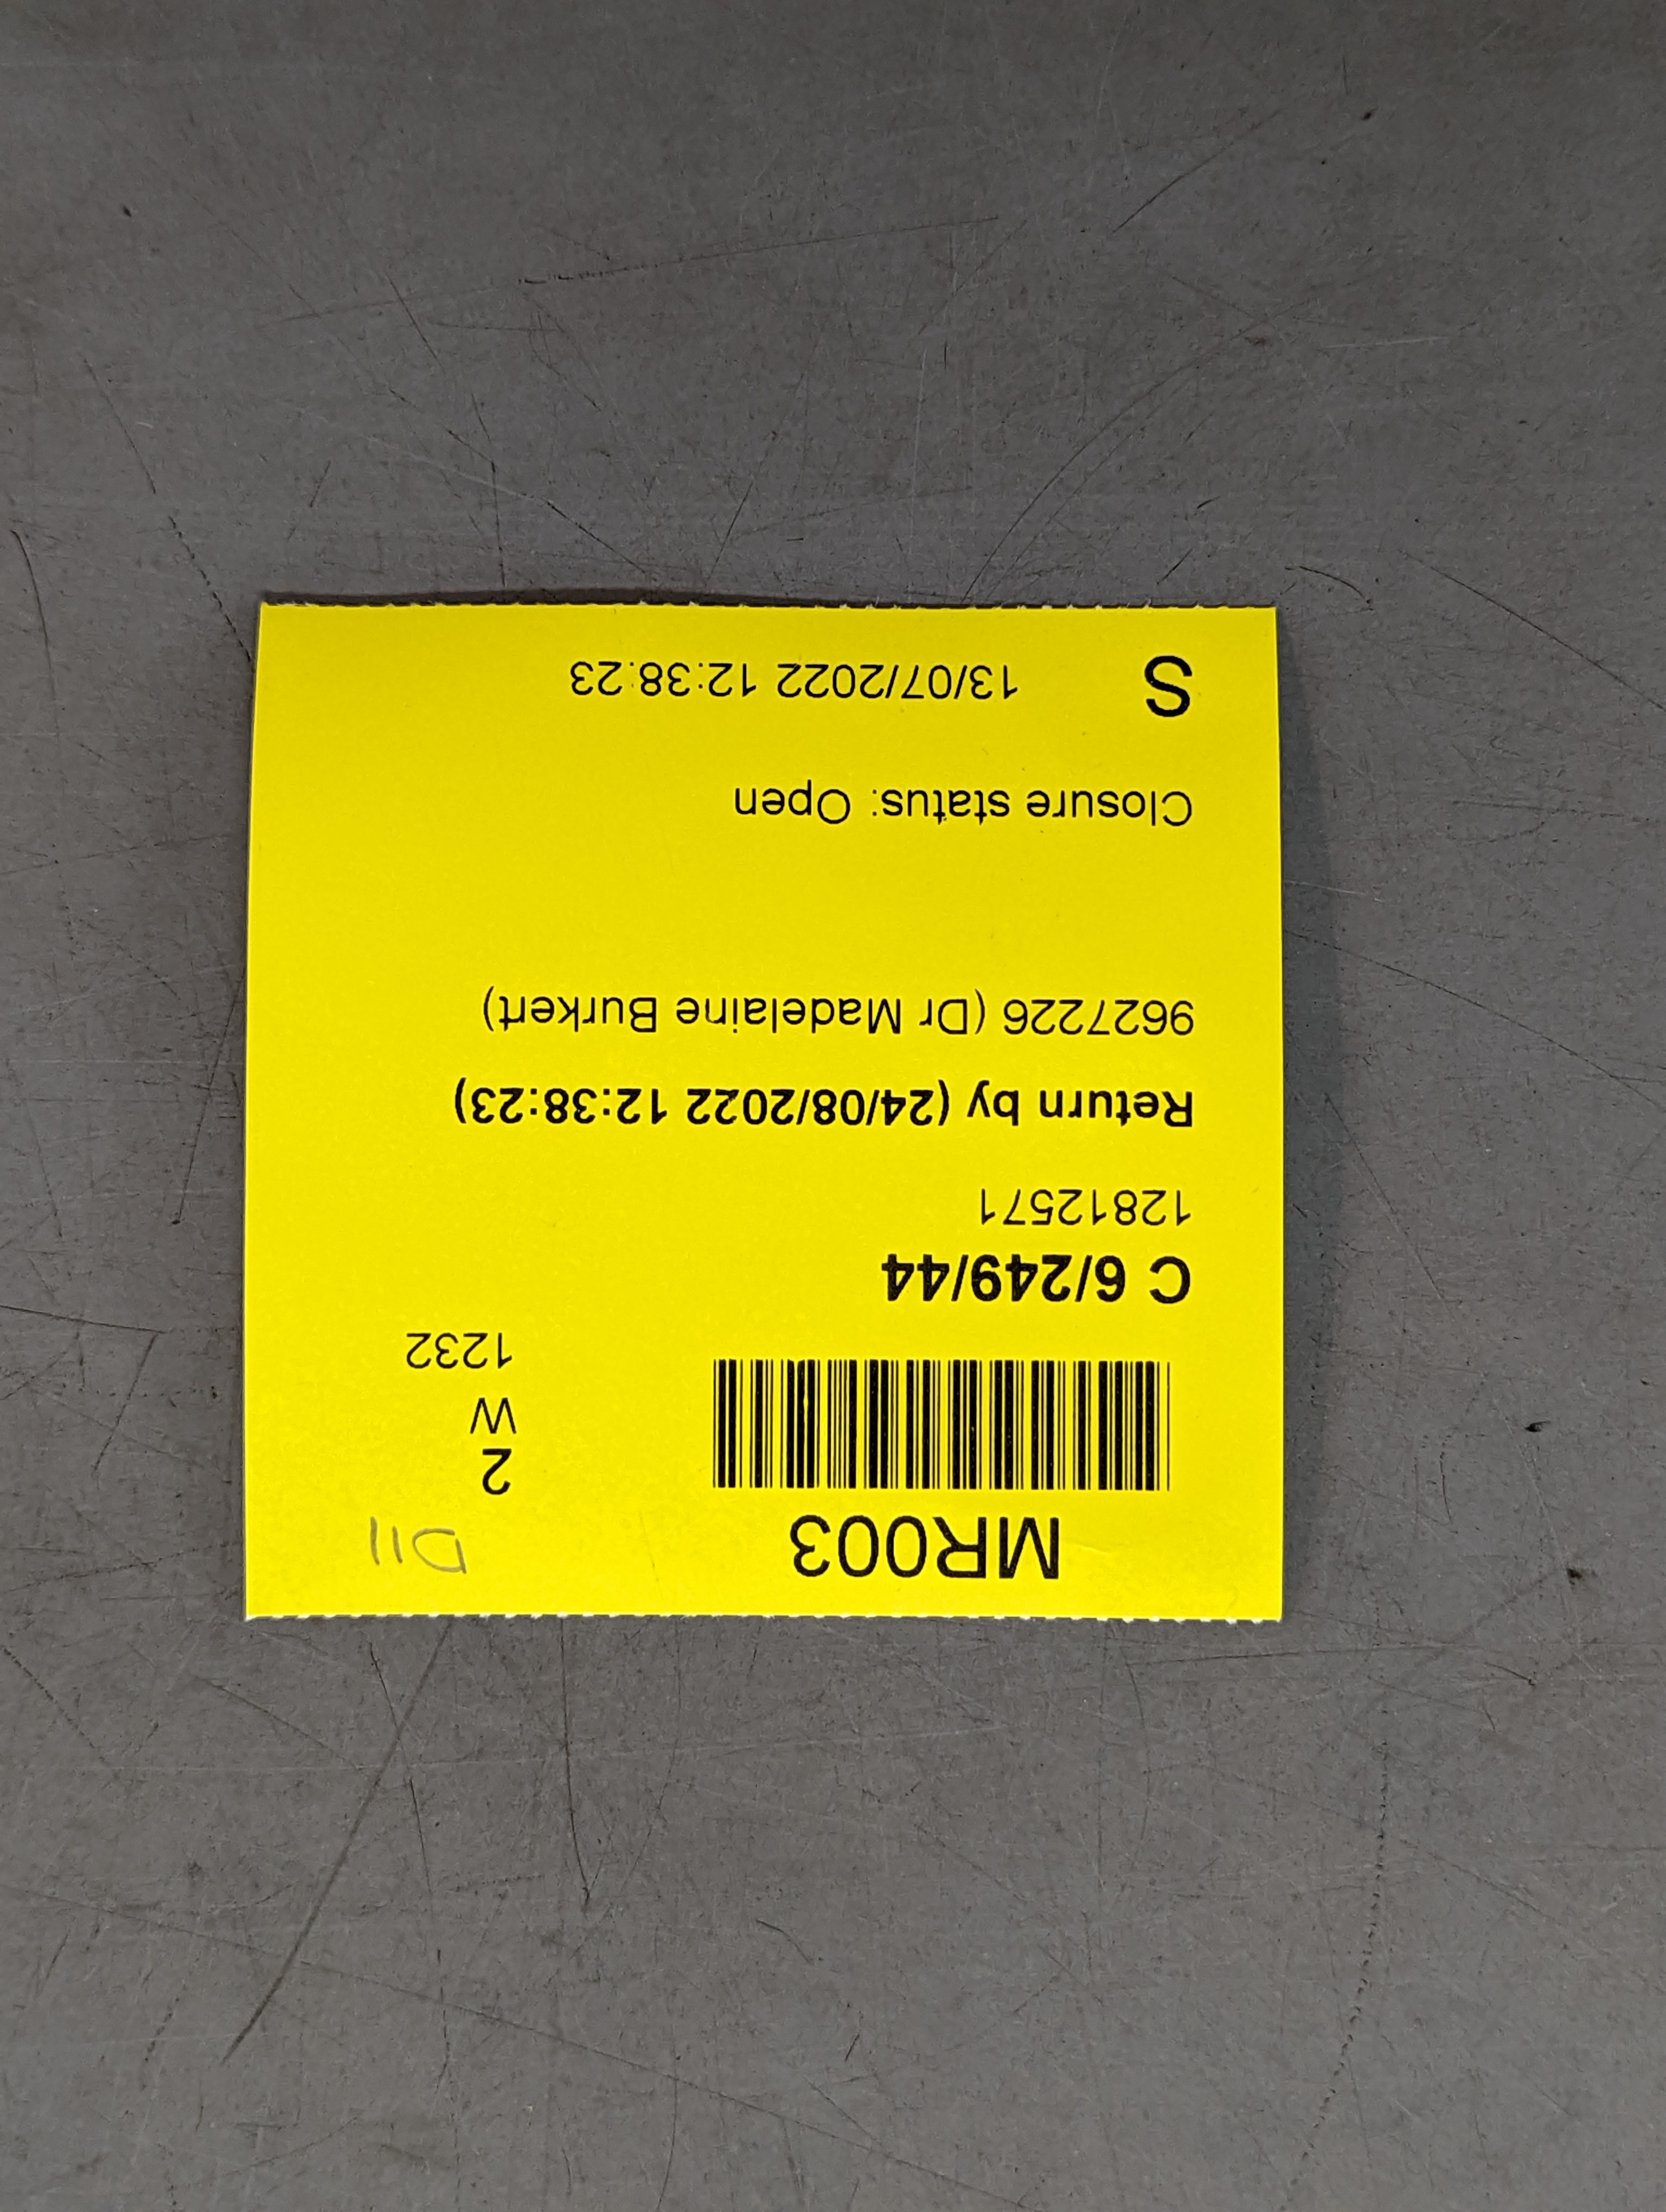 MR003
D11
2
W
1232
C 6/249/44
12812571
Return by (24/08/2022 12:38:23)
9627226 (Dr Madelaine Burkert)
Closure status: Open
S 13/07/2022 12:38:23